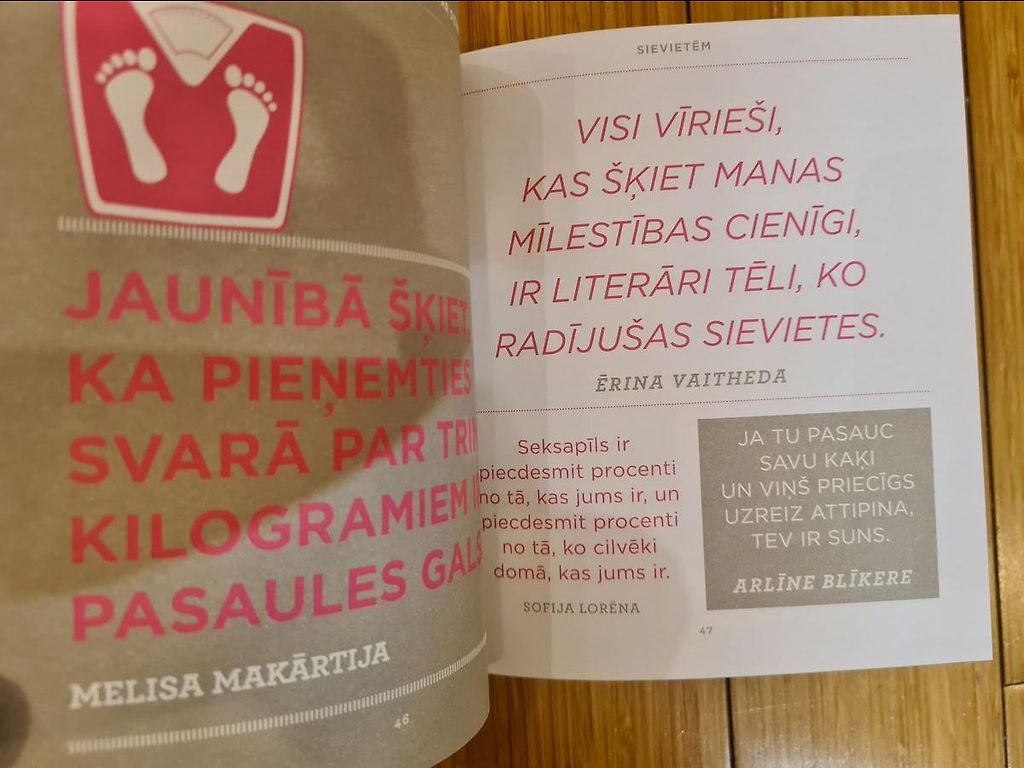 JAUNĪBĀ ŠĶIET,
KA PIEŅEMTIES
SVARĀ PAR TRIM
KILOGRAMIEM
PASAULES GALS
MELISA MAKĀRTIJA
46
SIEVIETĒM
VISI VĪRIEŠI,
KAS ŠĶIET MANAS
MĪLESTĪBAS CIENĪGI,
IR LITERĀRI TĒLI, KO
RADĪJUŠAS SIEVIETES.
ĒRINA VAITHEDA
Seksapīls ir
piecdesmit procenti
no tā, kas jums ir, un
piecdesmit procenti
no tā, ko cilvēki
domā, kas jums ir.
SOFIJA LORĒNA
JA TU PASAUC
SAVU KAĶI
UN VIŅŠ PRIECĪGS
UZREIZ ATTIPINA,
TEV IR SUNS.
ARLĪNE BLĪKERE
47